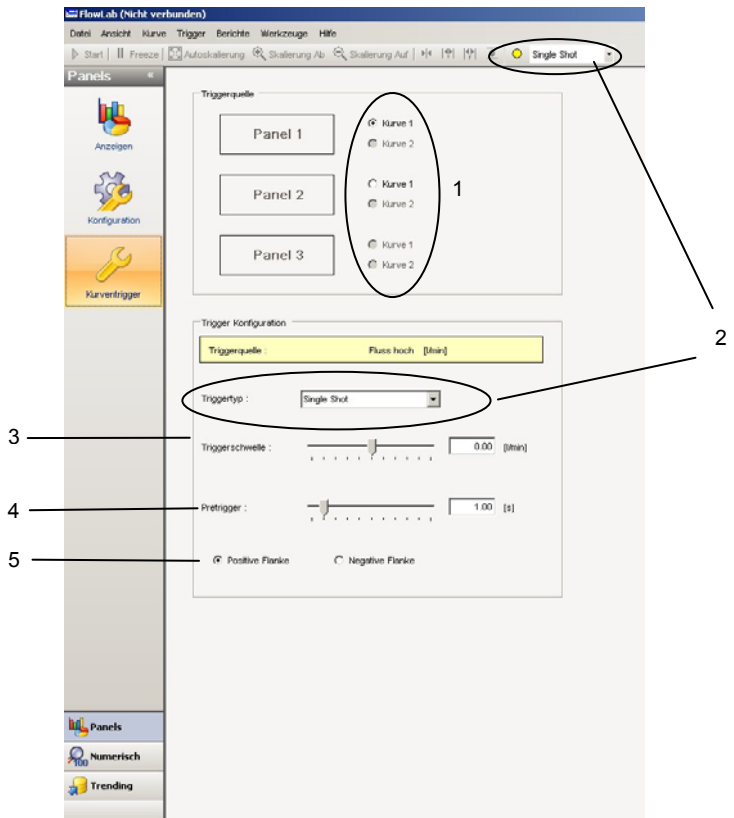 FlowLab (Nicht verbunden)
Datei Ansicht Kurve Trigger Berichte Werkzeuge Hilfe
Start Freeze Autoskalierung Skalierung Ab Skalierung Auf Single Shot
Panels «
Anzeigen
Konfiguration
Kurventrigger
Triggerquelle
Panel 1
Kurve 1
Kurve 2
Panel 2
Kurve 1
Kurve 2
1
Panel 3
Kurve 1
Kurve 2
2
Trigger Konfiguration
Triggerquelle : Fluss hoch [l/min]
Triggertyp : Single Shot
3
Triggerschwelle : 0.00 [l/min]
4
Pretrigger : 1.00 [s]
5
Positive Flanke Negative Flanke
Panels
100 Numerisch
Trending